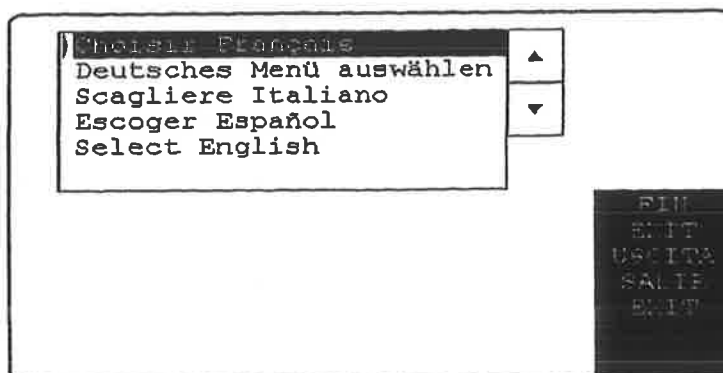 Choisir Français
Deutsches Menü auswählen
Scagliere Italiano
Escoger Español
Select English
FIN
EXIT
USCITA
SALIR
EXIT